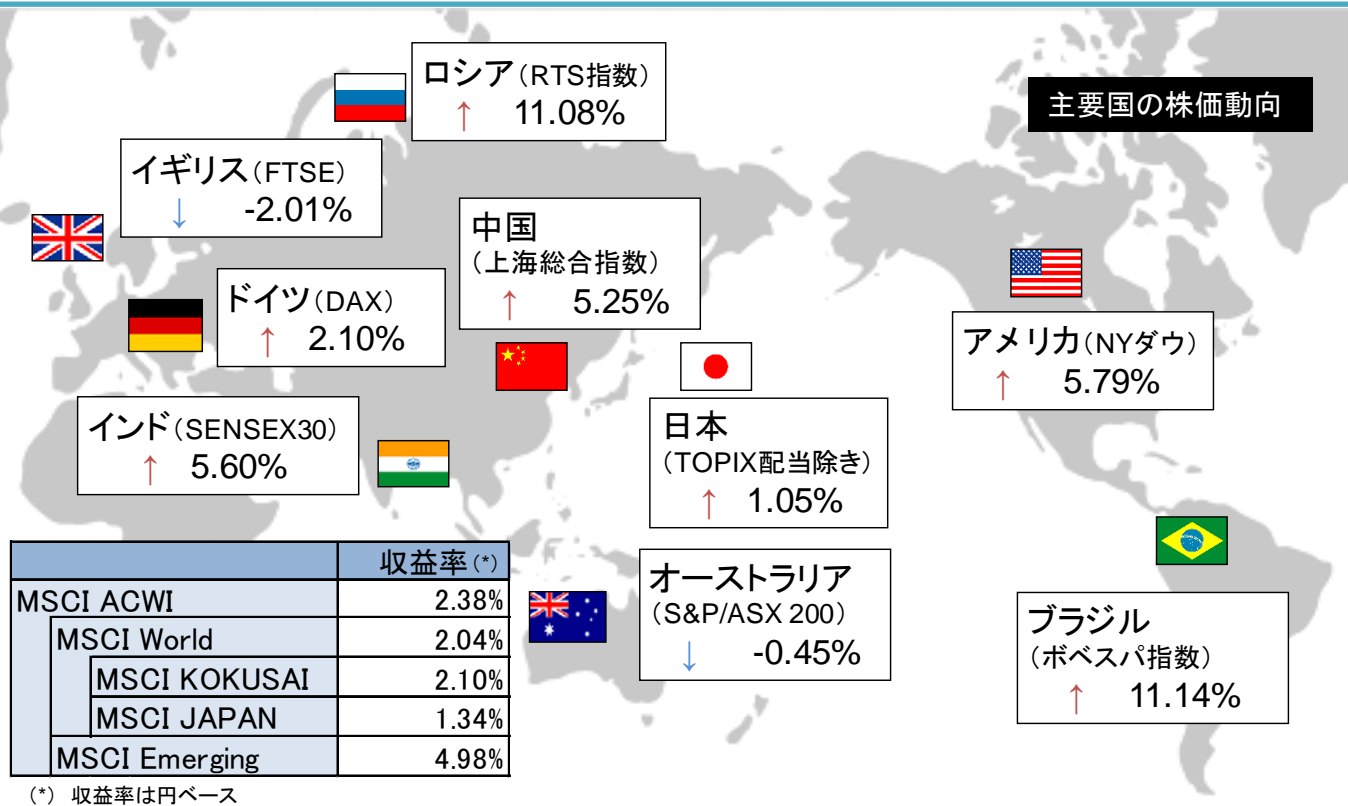 主要国の株価動向
ロシア(RTS指数)
↑ 11.08%
イギリス(FTSE)
↓ -2.01%
中国
(上海総合指数)
↑ 5.25%
ドイツ(DAX)
↑ 2.10%
アメリカ(NYダウ)
↑ 5.79%
インド(SENSEX30)
↑ 5.60%
日本
(TOPIX配当除き)
↑ 1.05%
オーストラリア
(S&P/ASX 200)
↓ -0.45%
ブラジル
(ボベスパ指数)
↑ 11.14%
収益率(*)
MSCI ACWI 2.38%
MSCI World 2.04%
MSCI KOKUSAI 2.10%
MSCI JAPAN 1.34%
MSCI Emerging 4.98%
(*) 収益率は円ベース